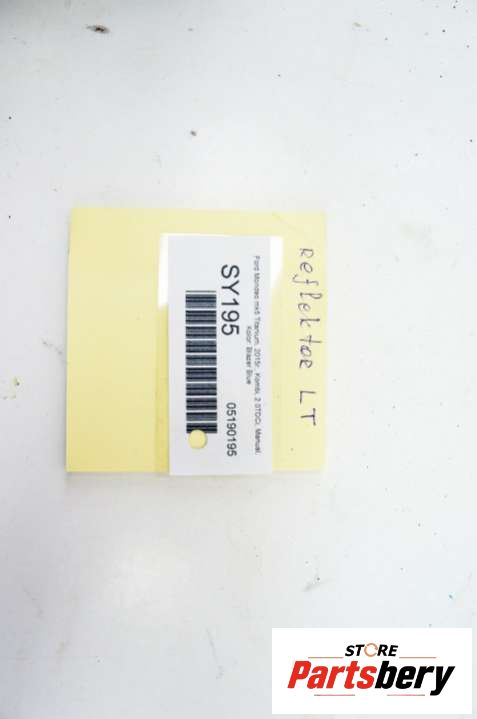 Reflektor LT
Ford Mondeo mk5 Titanium, 2015r., Kombi, 2.0TDCi, Manual,
Kolor: Blazer Blue
SY195
05190195
STORE
Partsbery